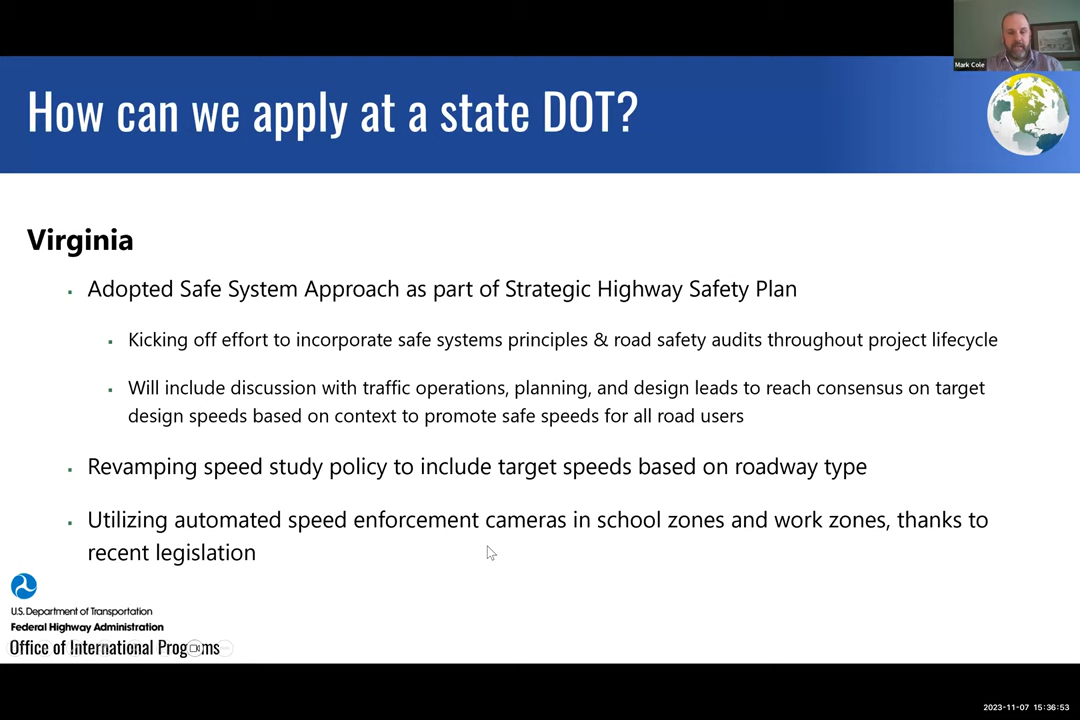 Mark Cole
How can we apply at a state DOT?
Virginia
Adopted Safe System Approach as part of Strategic Highway Safety Plan
Kicking off effort to incorporate safe systems principles & road safety audits throughout project lifecycle
Will include discussion with traffic operations, planning, and design leads to reach consensus on target
design speeds based on context to promote safe speeds for all road users
Revamping speed study policy to include target speeds based on roadway type
Utilizing automated speed enforcement cameras in school zones and work zones, thanks to
recent legislation
U.S. Department of Transportation
Federal Highway Administration
Office of International Programs
2023-11-07 15:36:53